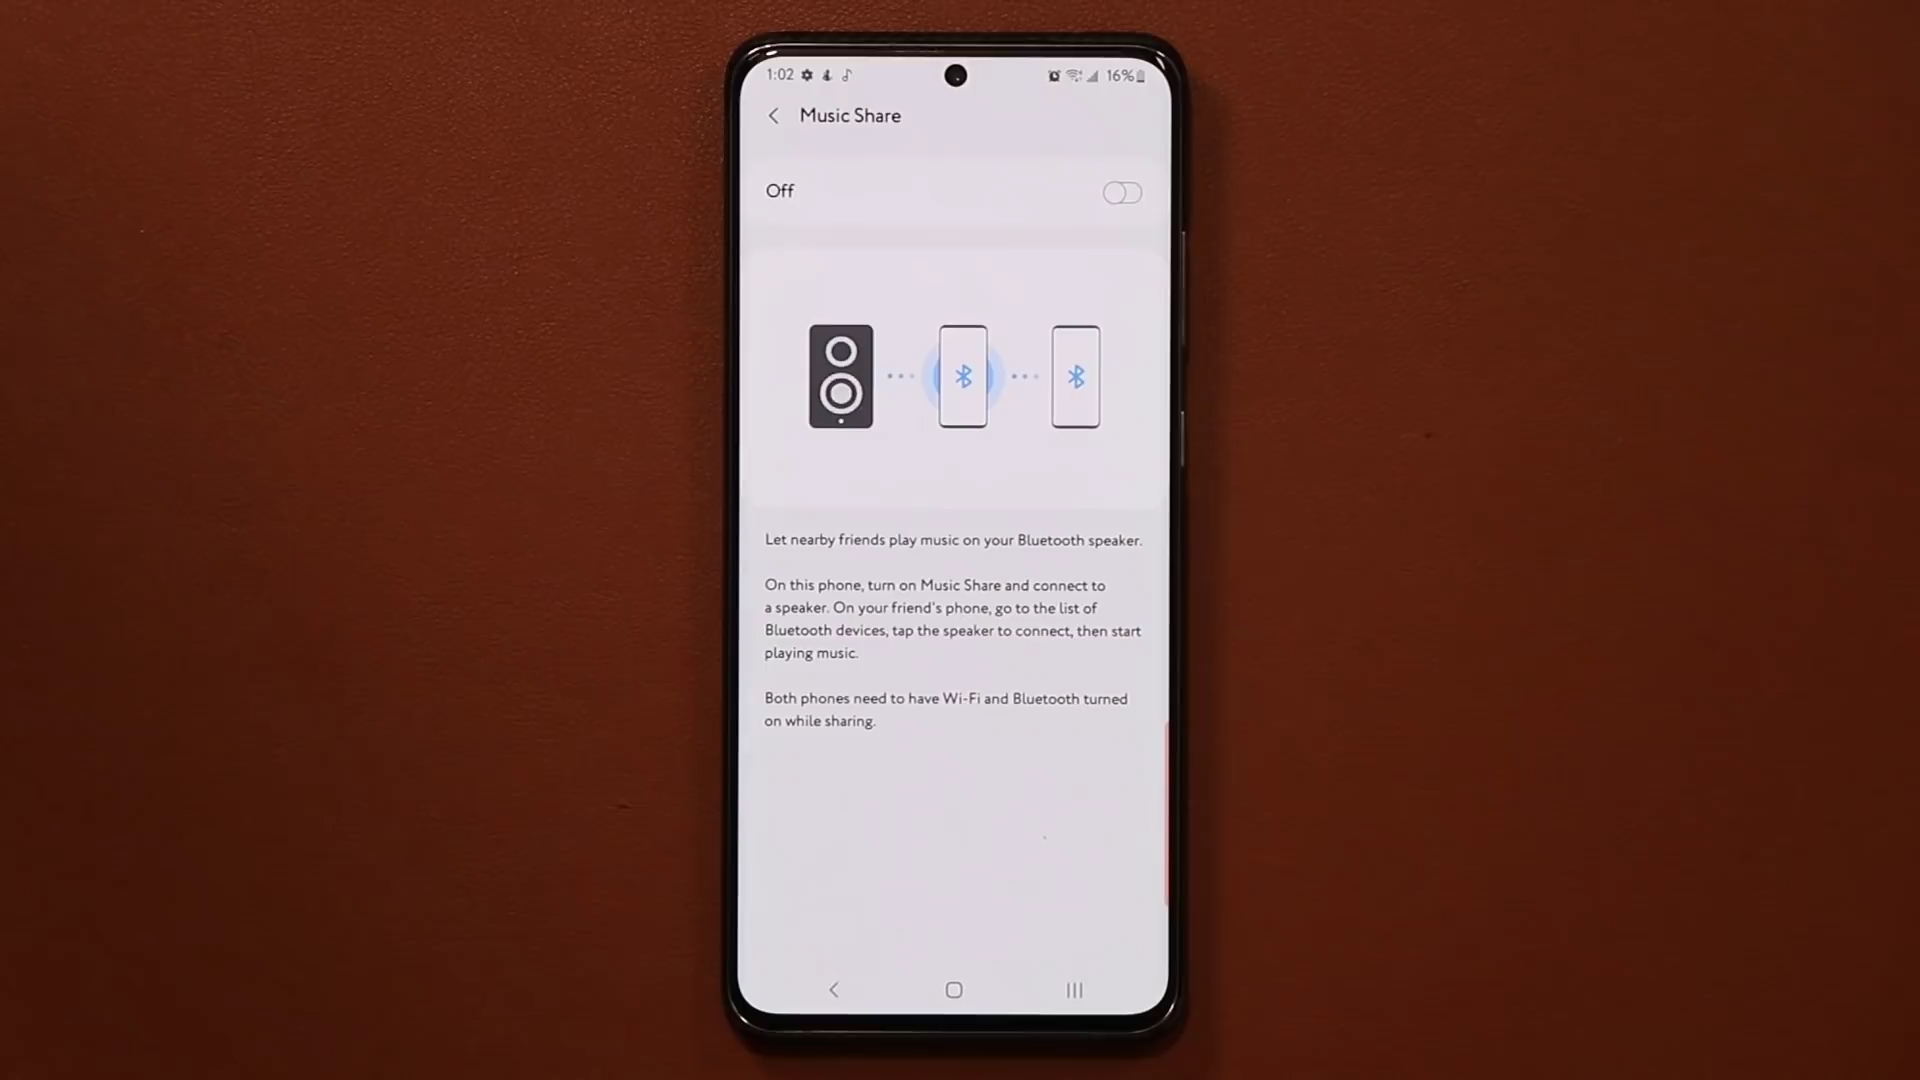 1:02
16%
Music Share
Off
Let nearby friends play music on your Bluetooth speaker.
On this phone, turn on Music Share and connect to
a speaker. On your friend's phone, go to the list of
Bluetooth devices, tap the speaker to connect, then start
playing music.
Both phones need to have Wi-Fi and Bluetooth turned
on while sharing.